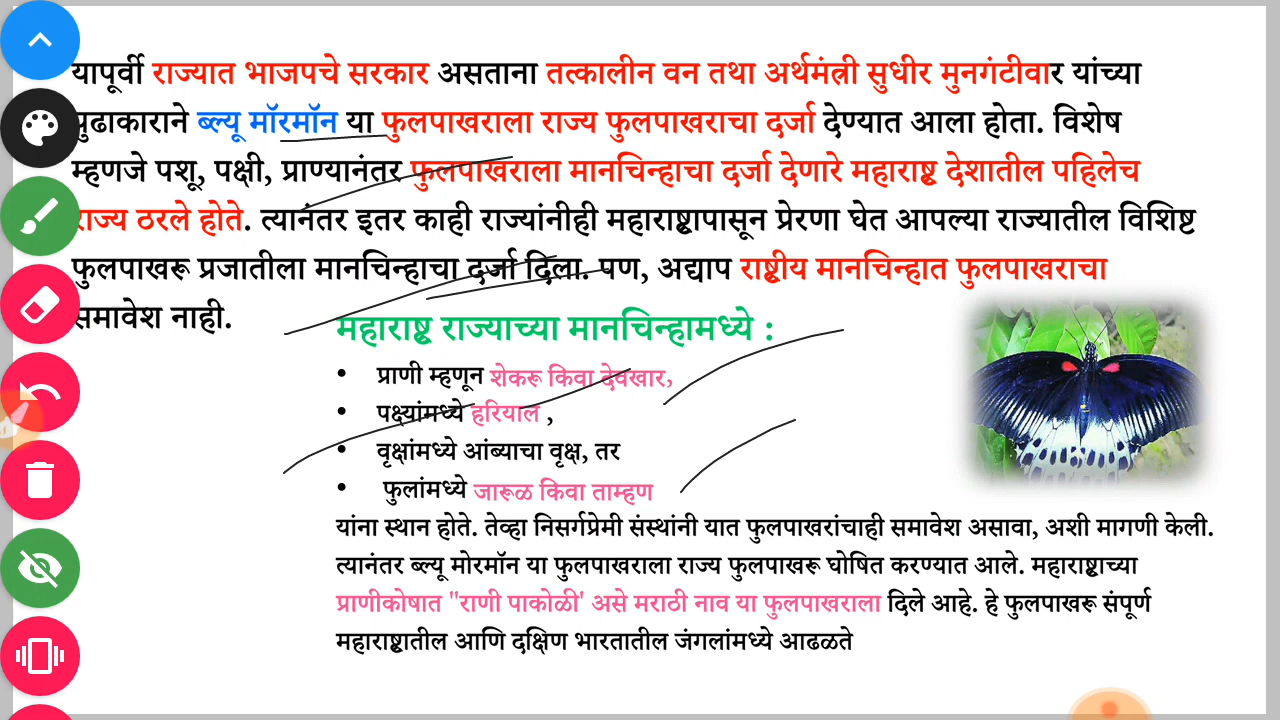 यापूर्वी राज्यात भाजपचे सरकार असताना तत्कालीन वन तथा अर्थमंत्री सुधीर मुनगंटीवार यांच्या
पुढाकाराने ब्ल्यू मॉरमॉन या फुलपाखराला राज्य फुलपाखराचा दर्जा देण्यात आला होता. विशेष
म्हणजे पशू, पक्षी, प्राण्यानंतर फुलपाखराला मानचिन्हाचा दर्जा देणारे महाराष्ट्र देशातील पहिलेच
राज्य ठरले होते. त्यानंतर इतर काही राज्यांनीही महाराष्ट्रापासून प्रेरणा घेत आपल्या राज्यातील विशिष्ट
फुलपाखरू प्रजातीला मानचिन्हाचा दर्जा दिला. पण, अद्याप राष्ट्रीय मानचिन्हात फुलपाखराचा
समावेश नाही.
महाराष्ट्र राज्याच्या मानचिन्हामध्ये :
• प्राणी म्हणून शेकरू किवा देवखार,
• पक्ष्यांमध्ये हरियाल ,
• वृक्षांमध्ये आंब्याचा वृक्ष, तर
• फुलांमध्ये जारूळ किवा ताम्हण
यांना स्थान होते. तेव्हा निसर्गप्रेमी संस्थांनी यात फुलपाखरांचाही समावेश असावा, अशी मागणी केली.
त्यानंतर ब्ल्यू मोरमॉन या फुलपाखराला राज्य फुलपाखरू घोषित करण्यात आले. महाराष्ट्राच्या
प्राणीकोषात "राणी पाकोळी' असे मराठी नाव या फुलपाखराला दिले आहे. हे फुलपाखरू संपूर्ण
महाराष्ट्रातील आणि दक्षिण भारतातील जंगलांमध्ये आढळते